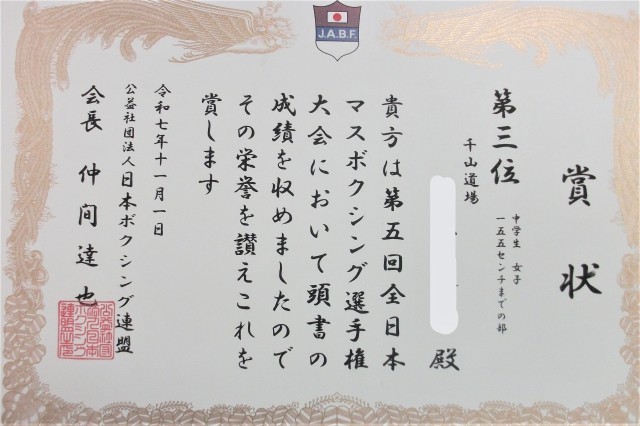 J.A.B.F.
賞状
第三位
中学生 女子
一五五センチまでの部
千山道場
殿
貴方は第五回全日本
マスボクシング選手権
大会において頭書の
成績を収めましたので
その栄誉を讃えこれを
賞します
令和七年十一月一日
公益社団法人日本ボクシング連盟
会長 仲間達也